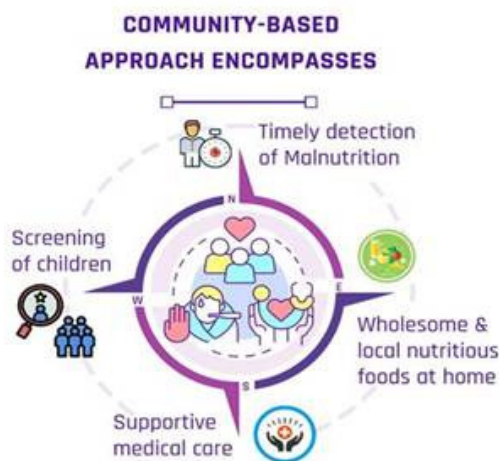 COMMUNITY-BASED
APPROACH ENCOMPASSES
Timely detection
of Malnutrition
N
Screening
of children
W
E
Wholesome &
local nutritious
foods at home
S
Supportive
medical care